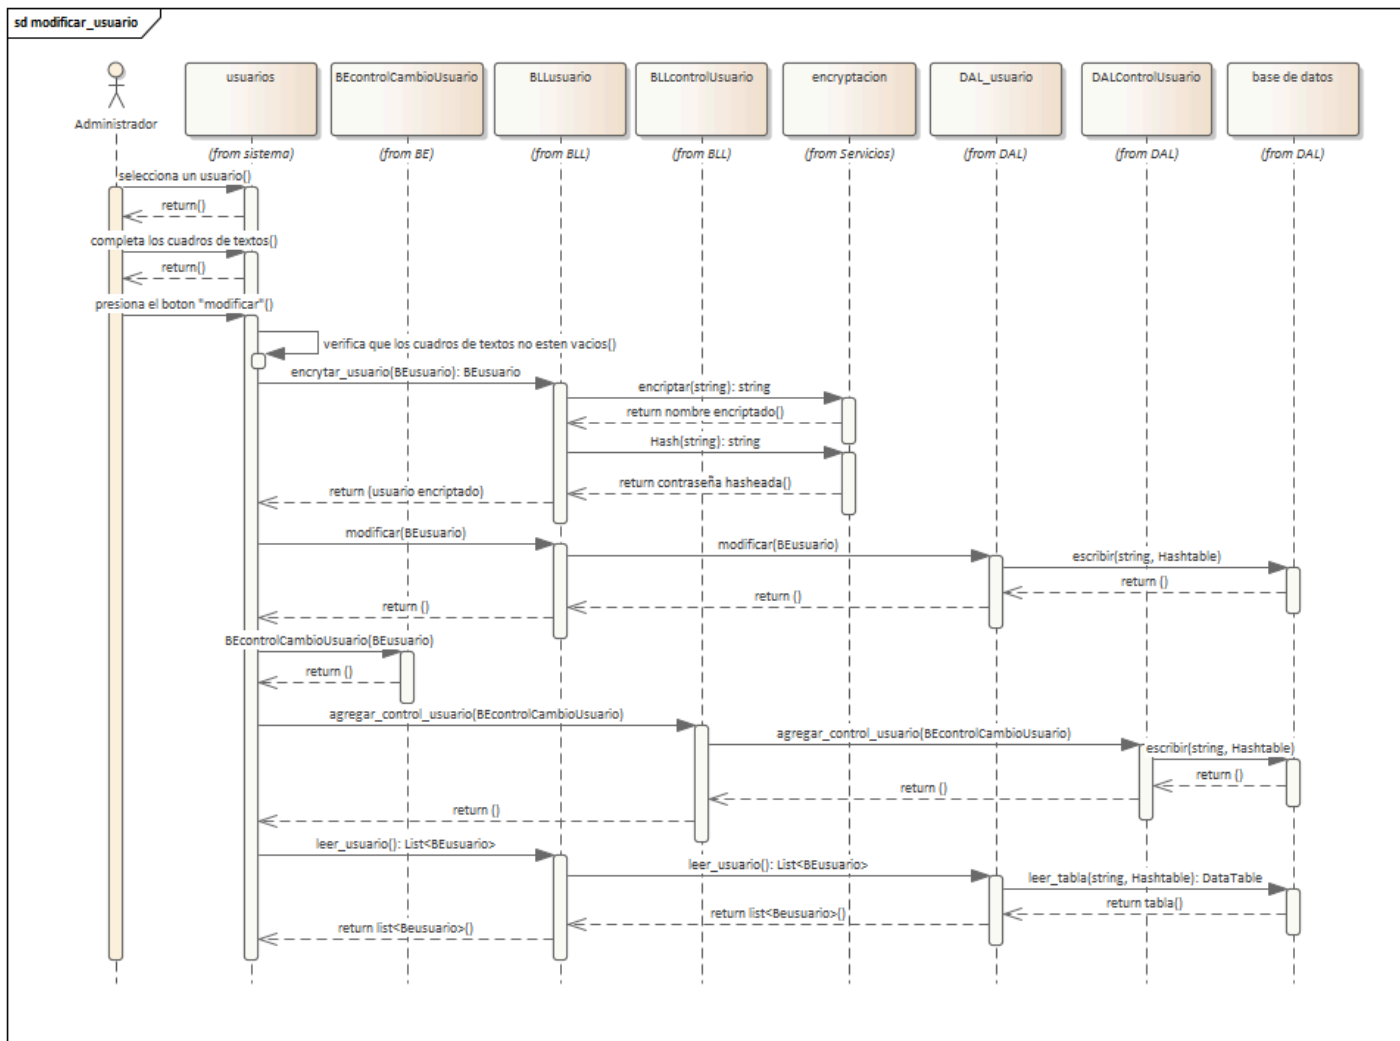 sd modificar_usuario
Administrador
usuarios
BEcontrolCambioUsuario
BLLusuario
BLLcontrolUsuario
encryptacion
DAL_usuario
DALControlUsuario
base de datos
(from sistema)
(from BE)
(from BLL)
(from BLL)
(from Servicios)
(from DAL)
(from DAL)
(from DAL)
selecciona un usuario()
return()
completa los cuadros de textos()
return()
presiona el boton "modificar"()
verifica que los cuadros de textos no esten vacios()
encrytar_usuario(BEusuario): BEusuario
encriptar(string): string
return nombre encriptado()
Hash(string): string
return contraseña hasheada()
return (usuario encriptado)
modificar(BEusuario)
modificar(BEusuario)
escribir(string, Hashtable)
return ()
return ()
return ()
BEcontrolCambioUsuario(BEusuario)
return ()
agregar_control_usuario(BEcontrolCambioUsuario)
agregar_control_usuario(BEcontrolCambioUsuario)
escribir(string, Hashtable)
return ()
return ()
return ()
leer_usuario(): List<BEusuario>
leer_usuario(): List<BEusuario>
leer_tabla(string, Hashtable): DataTable
return tabla()
return list<Beusuario>()
return list<Beusuario>()